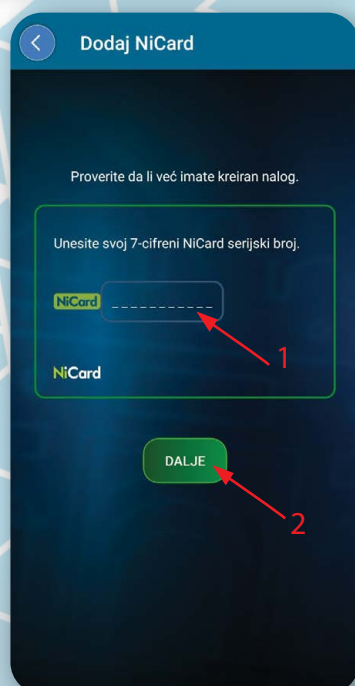 Dodaj NiCard
Proverite da li već imate kreiran nalog.
Unesite svoj 7-cifreni NiCard serijski broj.
NiCard ___________
1
NiCard
DALJE
2